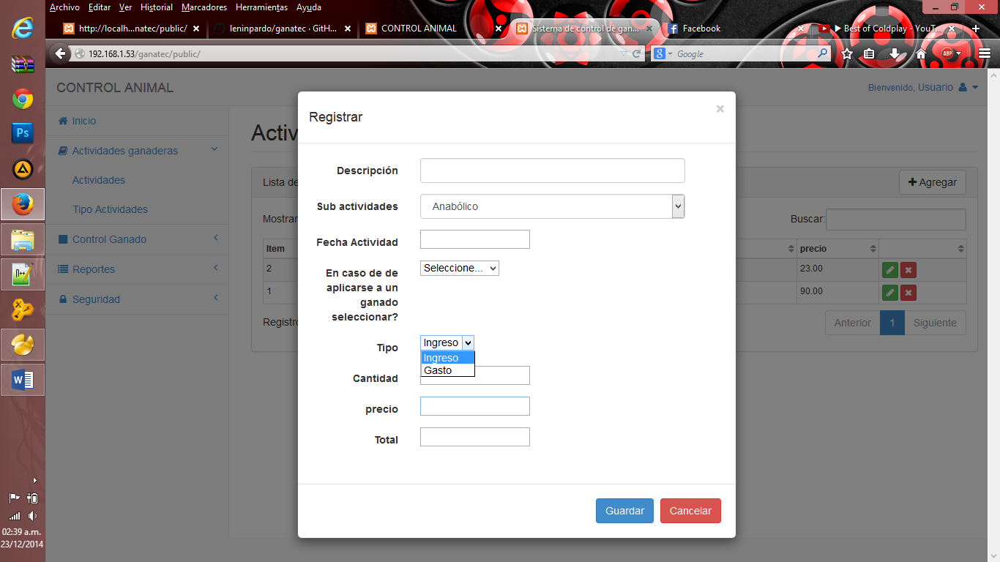 Archivo Editar Ver Historial Marcadores Herramientas Ayuda
http://localh...natec/public/
leninpardo/ganatec · GitH...
CONTROL ANIMAL
Sistema de control de gan...
Facebook
▶ Best of Coldplay - YouT...
192.168.1.53/ganatec/public/
Google
ABP
CONTROL ANIMAL
Bienvenido, Usuario
Inicio
Actividades ganaderas
Actividades
Tipo Actividades
Control Ganado
Reportes
Seguridad
Activ
Lista de
Agregar
Mostrar
Buscar:
Item
precio
2
23.00
1
90.00
Registro
Anterior 1 Siguiente
Registrar
×
Descripción
Sub actividades
Anabólico
Fecha Actividad
En caso de de
aplicarse a un
ganado
seleccionar?
Seleccione...
Tipo
Ingreso
Ingreso
Gasto
Cantidad
precio
Total
Guardar
Cancelar
Ps
W
02:39 a.m.
23/12/2014